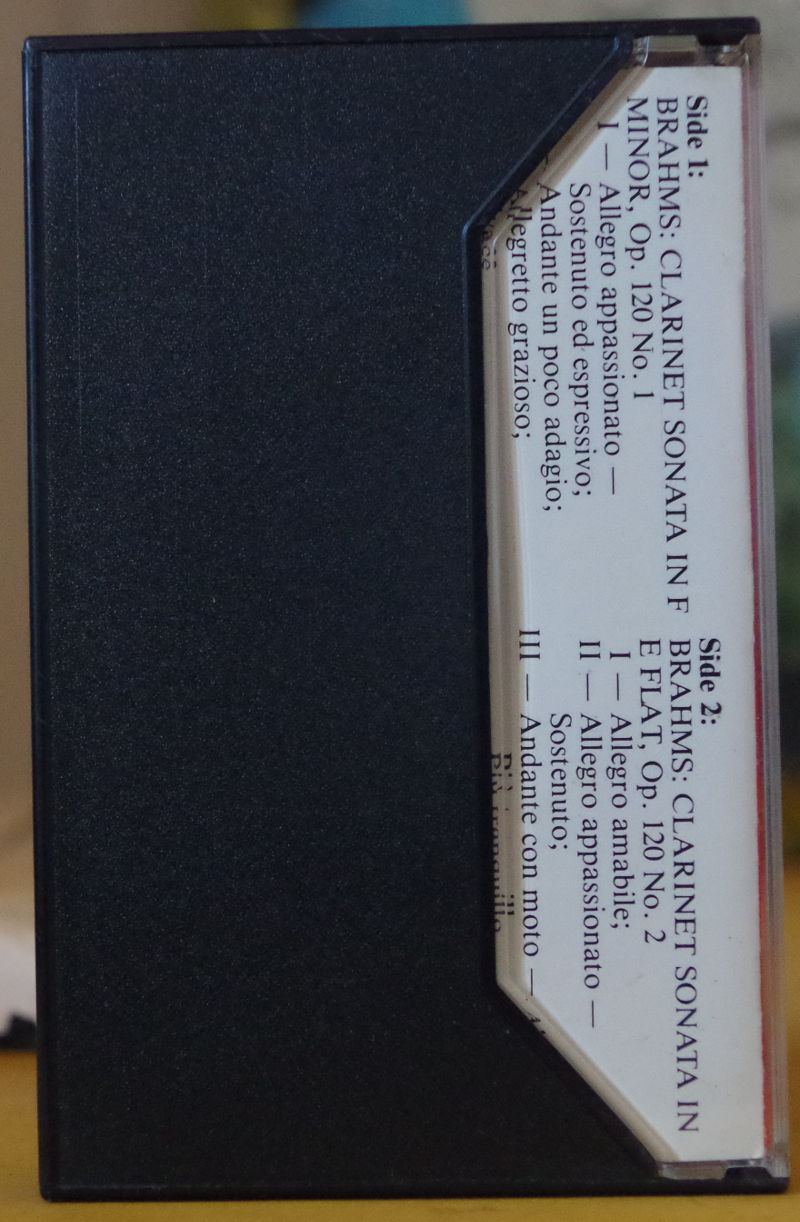 Side 1:
BRAHMS: CLARINET SONATA IN F
MINOR, Op. 120 No. 1
I — Allegro appassionato —
Sostenuto ed espressivo;
Andante un poco adagio;
Allegretto grazioso;
Side 2:
BRAHMS: CLARINET SONATA IN
E FLAT, Op. 120 No. 2
I — Allegro amabile;
II — Allegro appassionato —
Sostenuto;
III — Andante con moto —
Più tranquillo